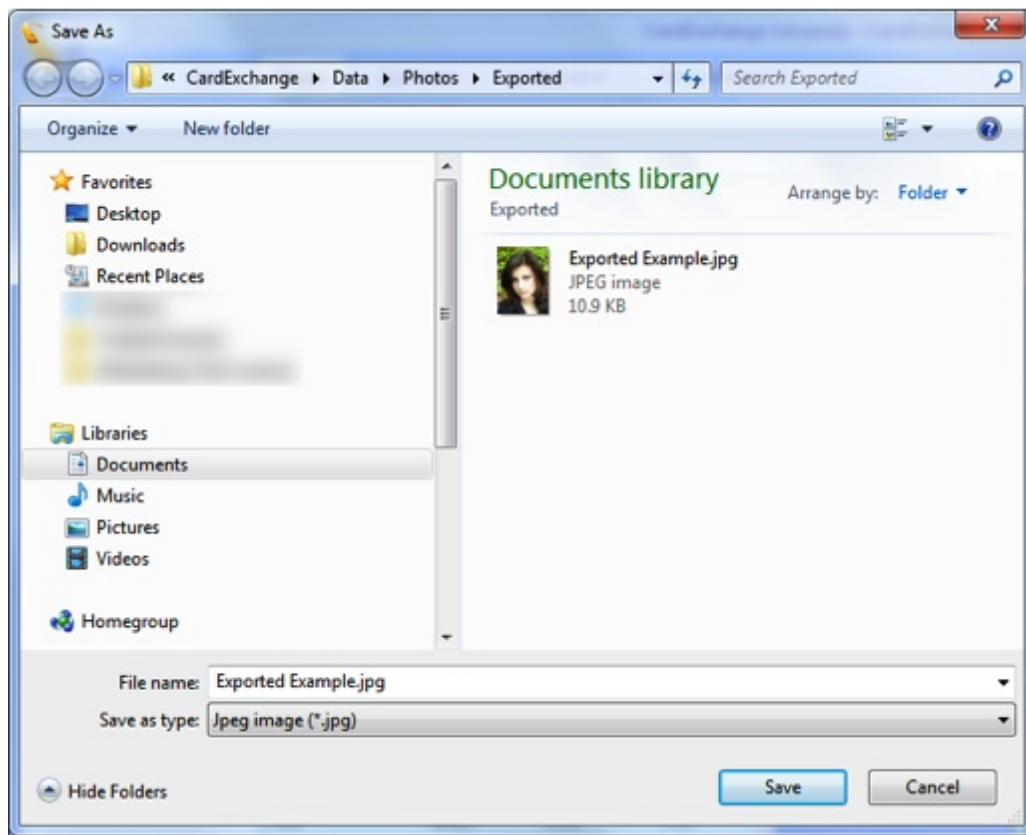 Save As
« CardExchange ▸ Data ▸ Photos ▸ Exported
Search Exported
Organize
New folder
Favorites
Desktop
Downloads
Recent Places
Libraries
Documents
Music
Pictures
Videos
Homegroup
Documents library
Exported
Arrange by: Folder
Exported Example.jpg
JPEG image
10.9 KB
File name: Exported Example.jpg
Save as type: Jpeg image (*.jpg)
Hide Folders
Save
Cancel